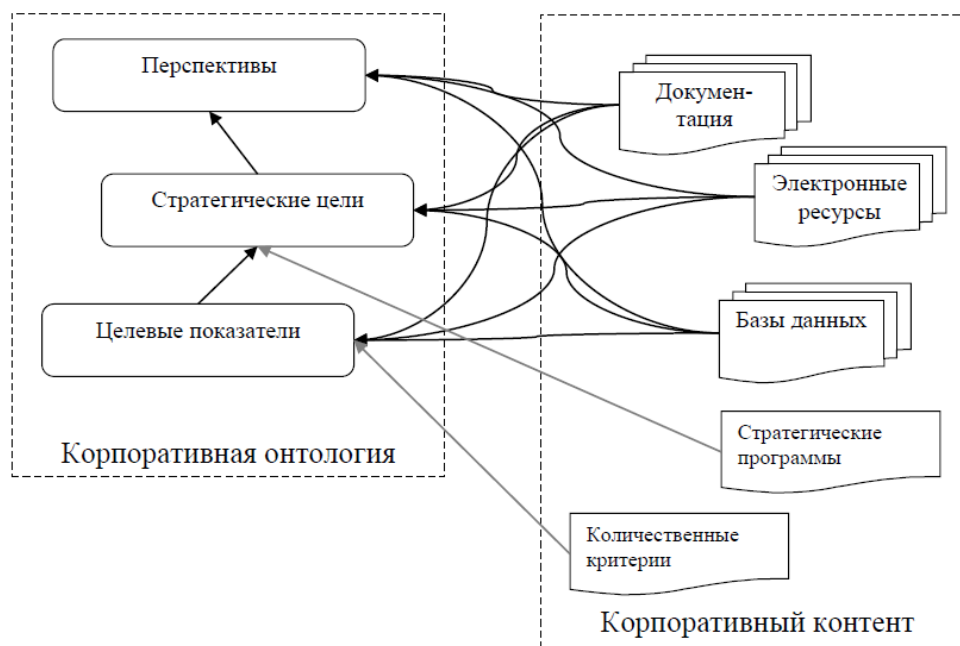 Перспективы
Стратегические цели
Целевые показатели
Корпоративная онтология
Докумен-
тация
Электронные
ресурсы
Базы данных
Стратегические
программы
Количественные
критерии
Корпоративный контент